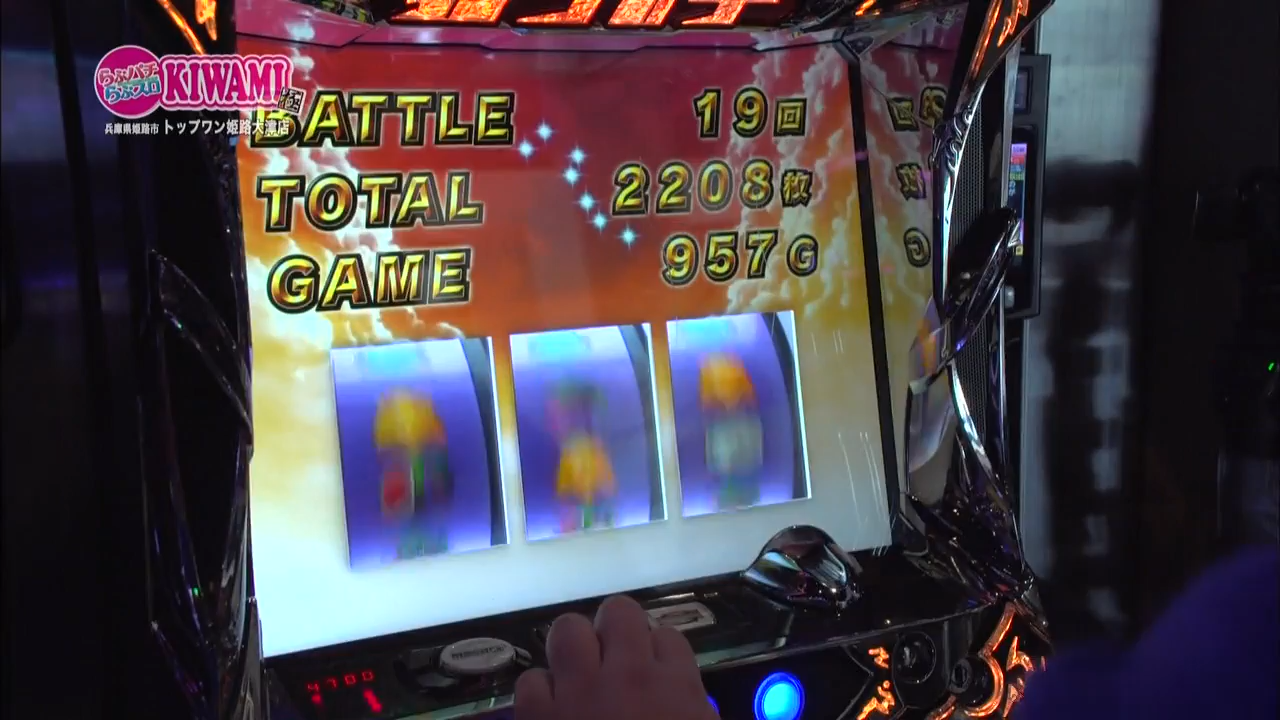 らぶパチ
らぶスロ
KIWAMI
極
兵庫県姫路市 トップワン姫路大津店
BATTLE 19回
TOTAL 2208枚
GAME 957G